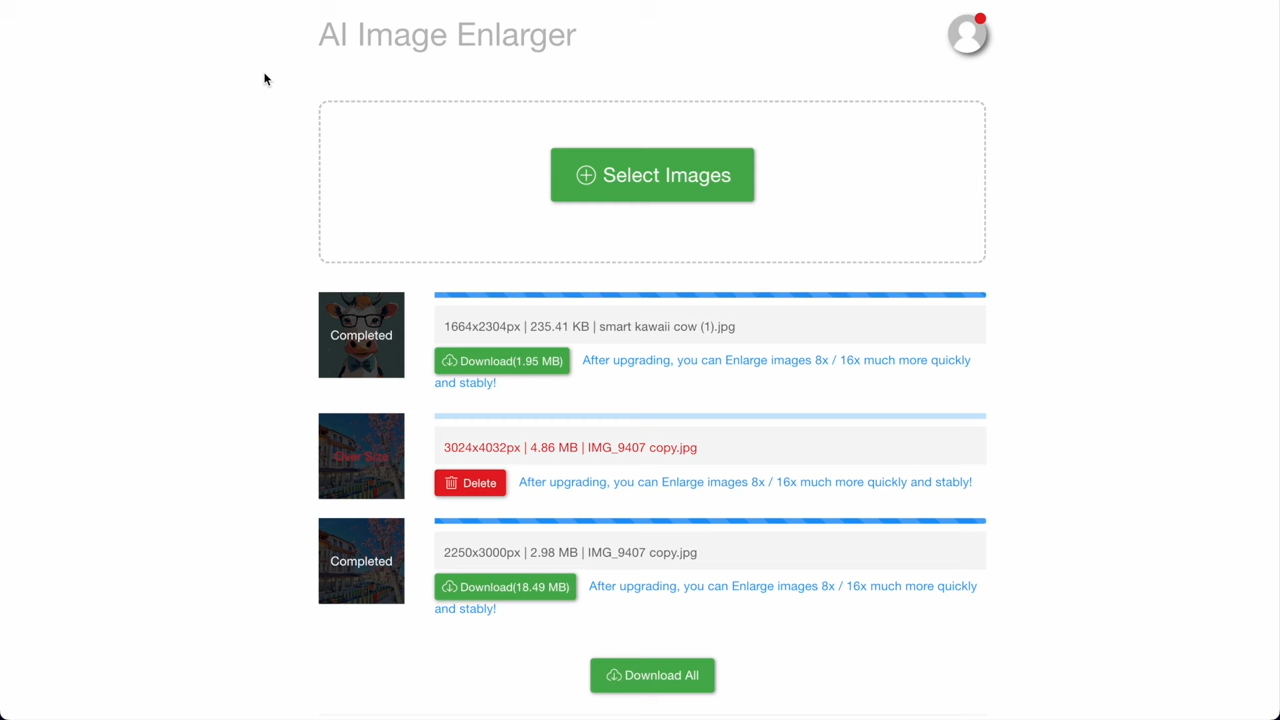 AI Image Enlarger
Select Images
Completed
1664x2304px | 235.41 KB | smart kawaii cow (1).jpg
Download(1.95 MB) After upgrading, you can Enlarge images 8x / 16x much more quickly
and stably!
Over Size
3024x4032px | 4.86 MB | IMG_9407 copy.jpg
Delete After upgrading, you can Enlarge images 8x / 16x much more quickly and stably!
Completed
2250x3000px | 2.98 MB | IMG_9407 copy.jpg
Download(18.49 MB) After upgrading, you can Enlarge images 8x / 16x much more quickly
and stably!
Download All